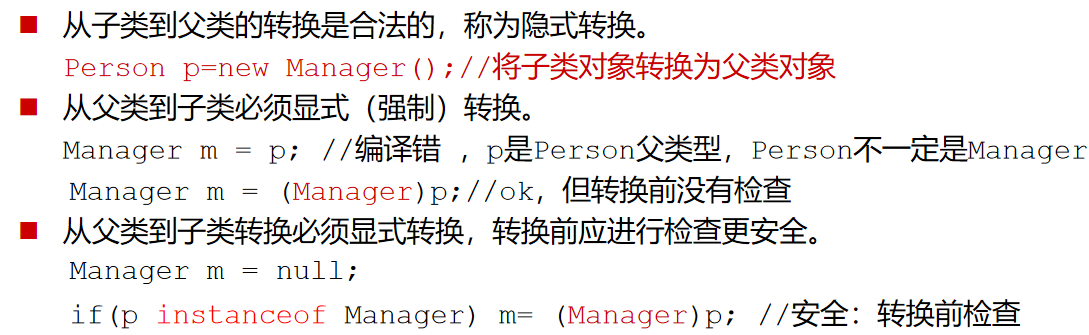 从子类到父类的转换是合法的，称为隐式转换。
Person p=new Manager();//将子类对象转换为父类对象
从父类到子类必须显式（强制）转换。
Manager m = p; //编译错 ，p是Person父类型，Person不一定是Manager
Manager m = (Manager)p;//ok，但转换前没有检查
从父类到子类转换必须显式转换，转换前应进行检查更安全。
Manager m = null;
if(p instanceof Manager) m= (Manager)p; //安全：转换前检查